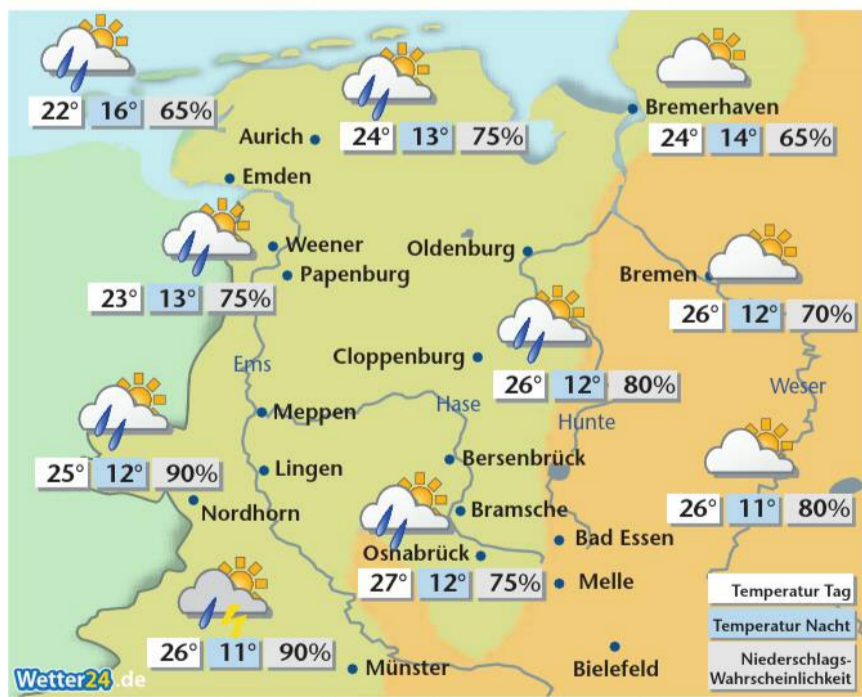 22° 16° 65%
Aurich
24° 13° 75%
Bremerhaven
24° 14° 65%
Emden
Weener
Papenburg
23° 13° 75%
Oldenburg
Bremen
26° 12° 70%
Ems
Cloppenburg
26° 12° 80%
Weser
Meppen
Hase
Hunte
25° 12° 90%
Lingen
Bersenbrück
Nordhorn
Bramsche
26° 11° 80%
Osnabrück
27° 12° 75%
Bad Essen
Melle
26° 11° 90%
Münster
Bielefeld
Temperatur Tag
Temperatur Nacht
Niederschlags-
Wahrscheinlichkeit
Wetter24.de